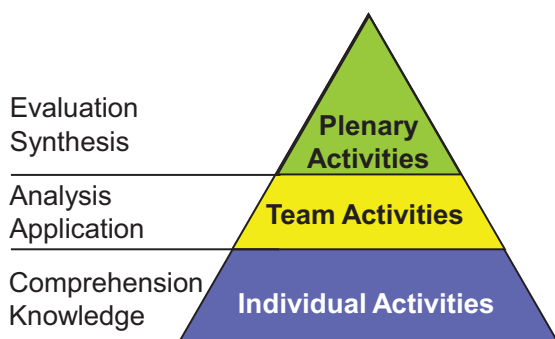 Evaluation
Synthesis
Plenary
Activities
Analysis
Application
Team Activities
Comprehension
Knowledge
Individual Activities